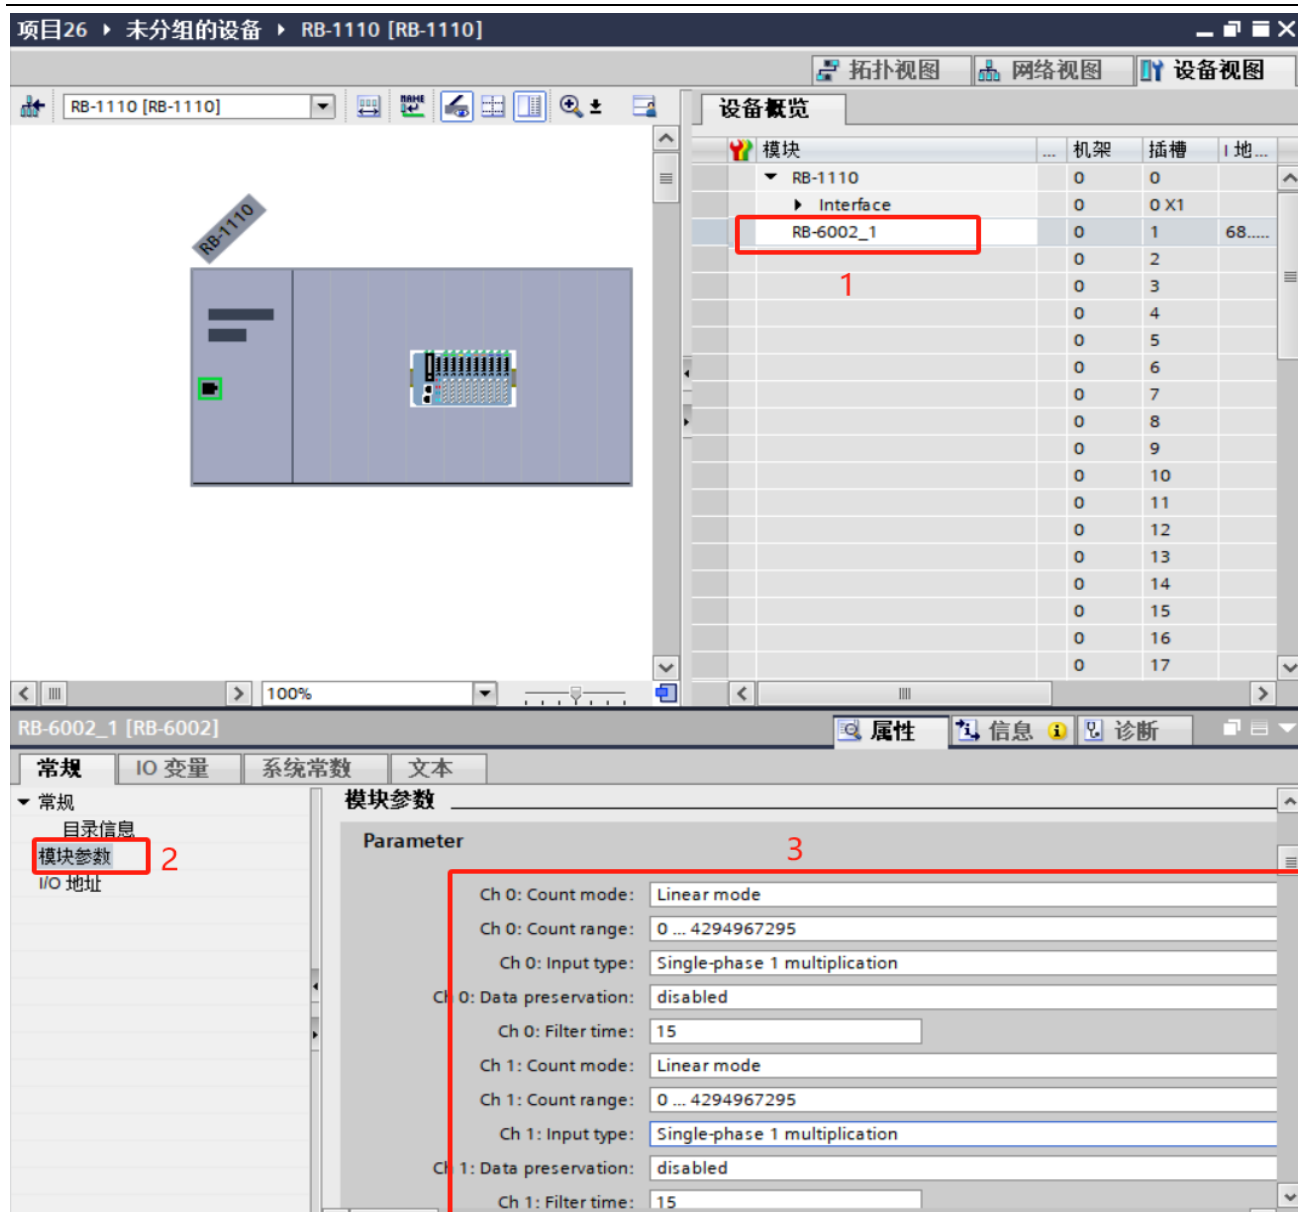 项目26 ▸ 未分组的设备 ▸ RB-1110 [RB-1110]
拓扑视图 网络视图 设备视图
RB-1110 [RB-1110]
设备概览
模块 ... 机架 插槽 I 地...
RB-1110 0 0
Interface 0 0 X1
RB-6002_1 0 1 68.....
0 2
1
0 3
0 4
0 5
0 6
0 7
0 8
0 9
0 10
0 11
0 12
0 13
0 14
0 15
0 16
0 17
RB-1110
100%
RB-6002_1 [RB-6002]
属性 信息 诊断
常规 IO 变量 系统常数 文本
常规
目录信息
模块参数 2
I/O 地址
模块参数
Parameter
3
Ch 0: Count mode: Linear mode
Ch 0: Count range: 0 ... 4294967295
Ch 0: Input type: Single-phase 1 multiplication
Ch 0: Data preservation: disabled
Ch 0: Filter time: 15
Ch 1: Count mode: Linear mode
Ch 1: Count range: 0 ... 4294967295
Ch 1: Input type: Single-phase 1 multiplication
Ch 1: Data preservation: disabled
Ch 1: Filter time: 15